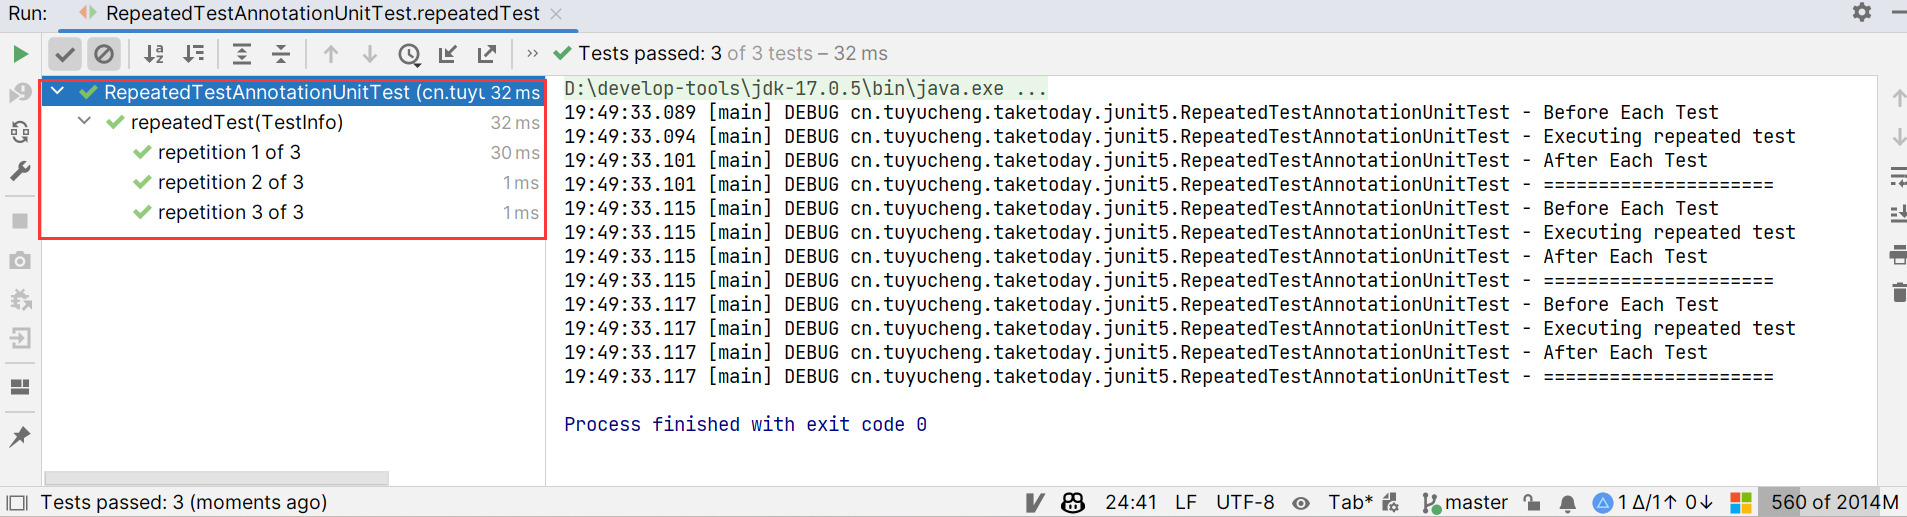 Run: RepeatedTestAnnotationUnitTest.repeatedTest
Tests passed: 3 of 3 tests – 32 ms
RepeatedTestAnnotationUnitTest (cn.tuyu 32 ms
repeatedTest(TestInfo) 32 ms
repetition 1 of 3 30 ms
repetition 2 of 3 1 ms
repetition 3 of 3 1 ms
D:\develop-tools\jdk-17.0.5\bin\java.exe ...
19:49:33.089 [main] DEBUG cn.tuyucheng.taketoday.junit5.RepeatedTestAnnotationUnitTest - Before Each Test
19:49:33.094 [main] DEBUG cn.tuyucheng.taketoday.junit5.RepeatedTestAnnotationUnitTest - Executing repeated test
19:49:33.101 [main] DEBUG cn.tuyucheng.taketoday.junit5.RepeatedTestAnnotationUnitTest - After Each Test
19:49:33.101 [main] DEBUG cn.tuyucheng.taketoday.junit5.RepeatedTestAnnotationUnitTest - =====================
19:49:33.115 [main] DEBUG cn.tuyucheng.taketoday.junit5.RepeatedTestAnnotationUnitTest - Before Each Test
19:49:33.115 [main] DEBUG cn.tuyucheng.taketoday.junit5.RepeatedTestAnnotationUnitTest - Executing repeated test
19:49:33.115 [main] DEBUG cn.tuyucheng.taketoday.junit5.RepeatedTestAnnotationUnitTest - After Each Test
19:49:33.115 [main] DEBUG cn.tuyucheng.taketoday.junit5.RepeatedTestAnnotationUnitTest - =====================
19:49:33.117 [main] DEBUG cn.tuyucheng.taketoday.junit5.RepeatedTestAnnotationUnitTest - Before Each Test
19:49:33.117 [main] DEBUG cn.tuyucheng.taketoday.junit5.RepeatedTestAnnotationUnitTest - Executing repeated test
19:49:33.117 [main] DEBUG cn.tuyucheng.taketoday.junit5.RepeatedTestAnnotationUnitTest - After Each Test
19:49:33.117 [main] DEBUG cn.tuyucheng.taketoday.junit5.RepeatedTestAnnotationUnitTest - =====================
Process finished with exit code 0
Tests passed: 3 (moments ago) 24:41 LF UTF-8 Tab* master 1 Δ/1↑ 0↓ 560 of 2014M